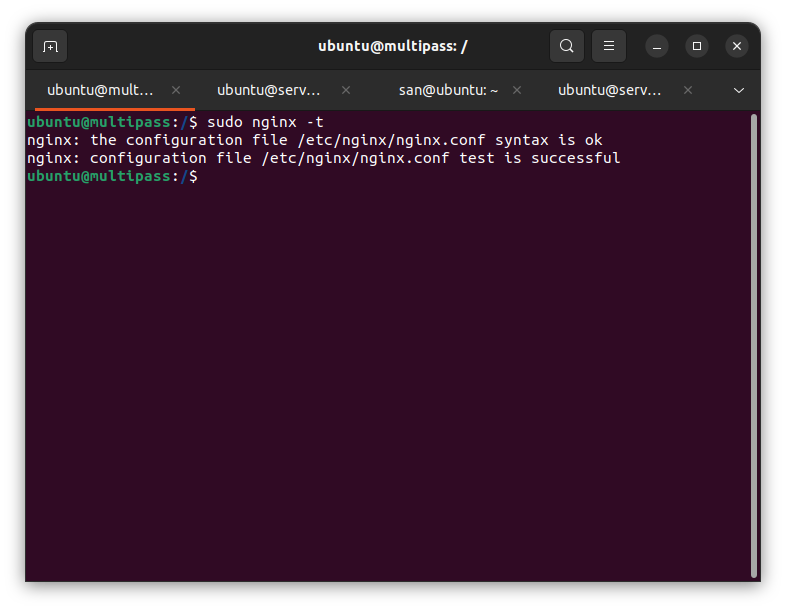 ubuntu@multipass: /
ubuntu@mult… ubuntu@serv… san@ubuntu: ~ ubuntu@serv…
ubuntu@multipass:/$ sudo nginx -t
nginx: the configuration file /etc/nginx/nginx.conf syntax is ok
nginx: configuration file /etc/nginx/nginx.conf test is successful
ubuntu@multipass:/$